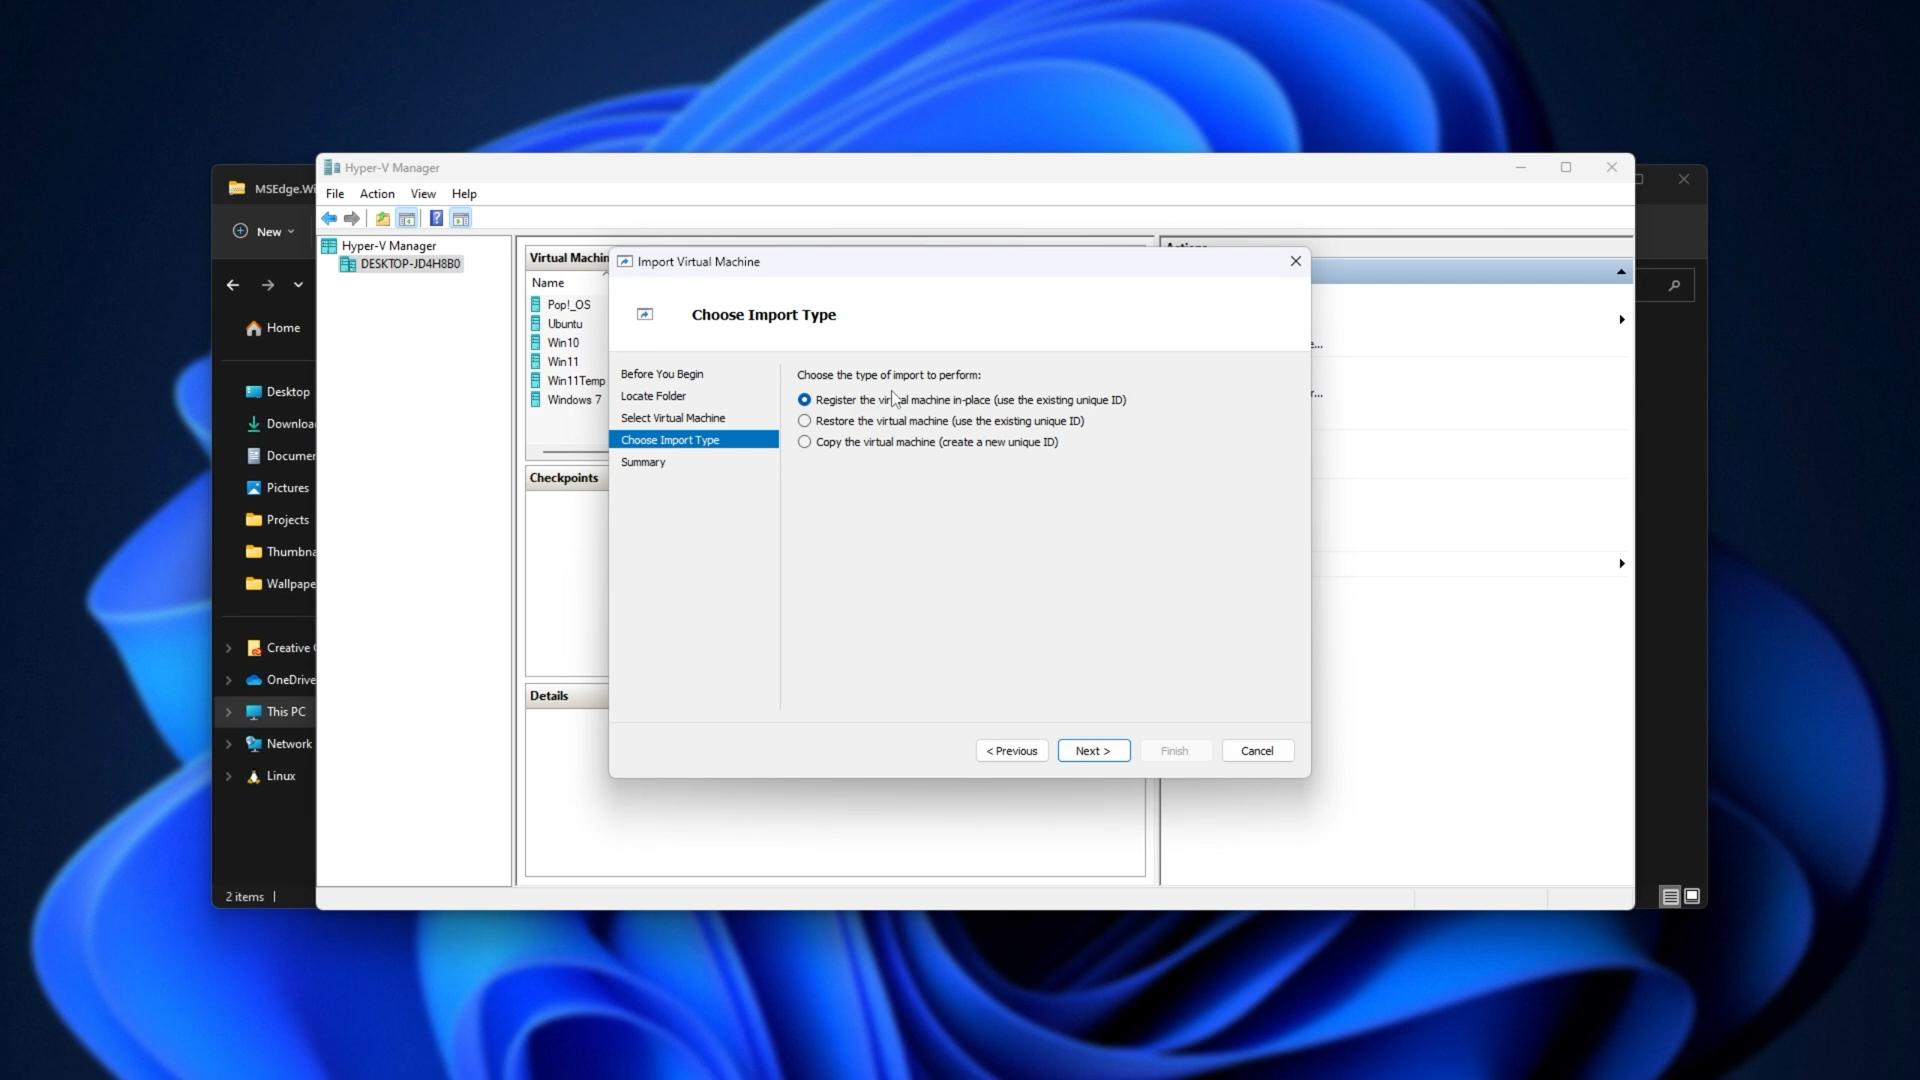 MSEdge.Wi
New
Home
Desktop
Downloa
Documer
Pictures
Projects
Thumbna
Wallpape
Creative
OneDrive
This PC
Network
Linux
2 items
Hyper-V Manager
File Action View Help
Hyper-V Manager
DESKTOP-JD4H8B0
Virtual Machin
Name
Pop!_OS
Ubuntu
Win10
Win11
Win11Temp
Windows 7
Checkpoints
Details
Import Virtual Machine
Choose Import Type
Before You Begin
Locate Folder
Select Virtual Machine
Choose Import Type
Summary
Choose the type of import to perform:
Register the virtual machine in-place (use the existing unique ID)
Restore the virtual machine (use the existing unique ID)
Copy the virtual machine (create a new unique ID)
< Previous
Next >
Finish
Cancel
Actions
e...
r...